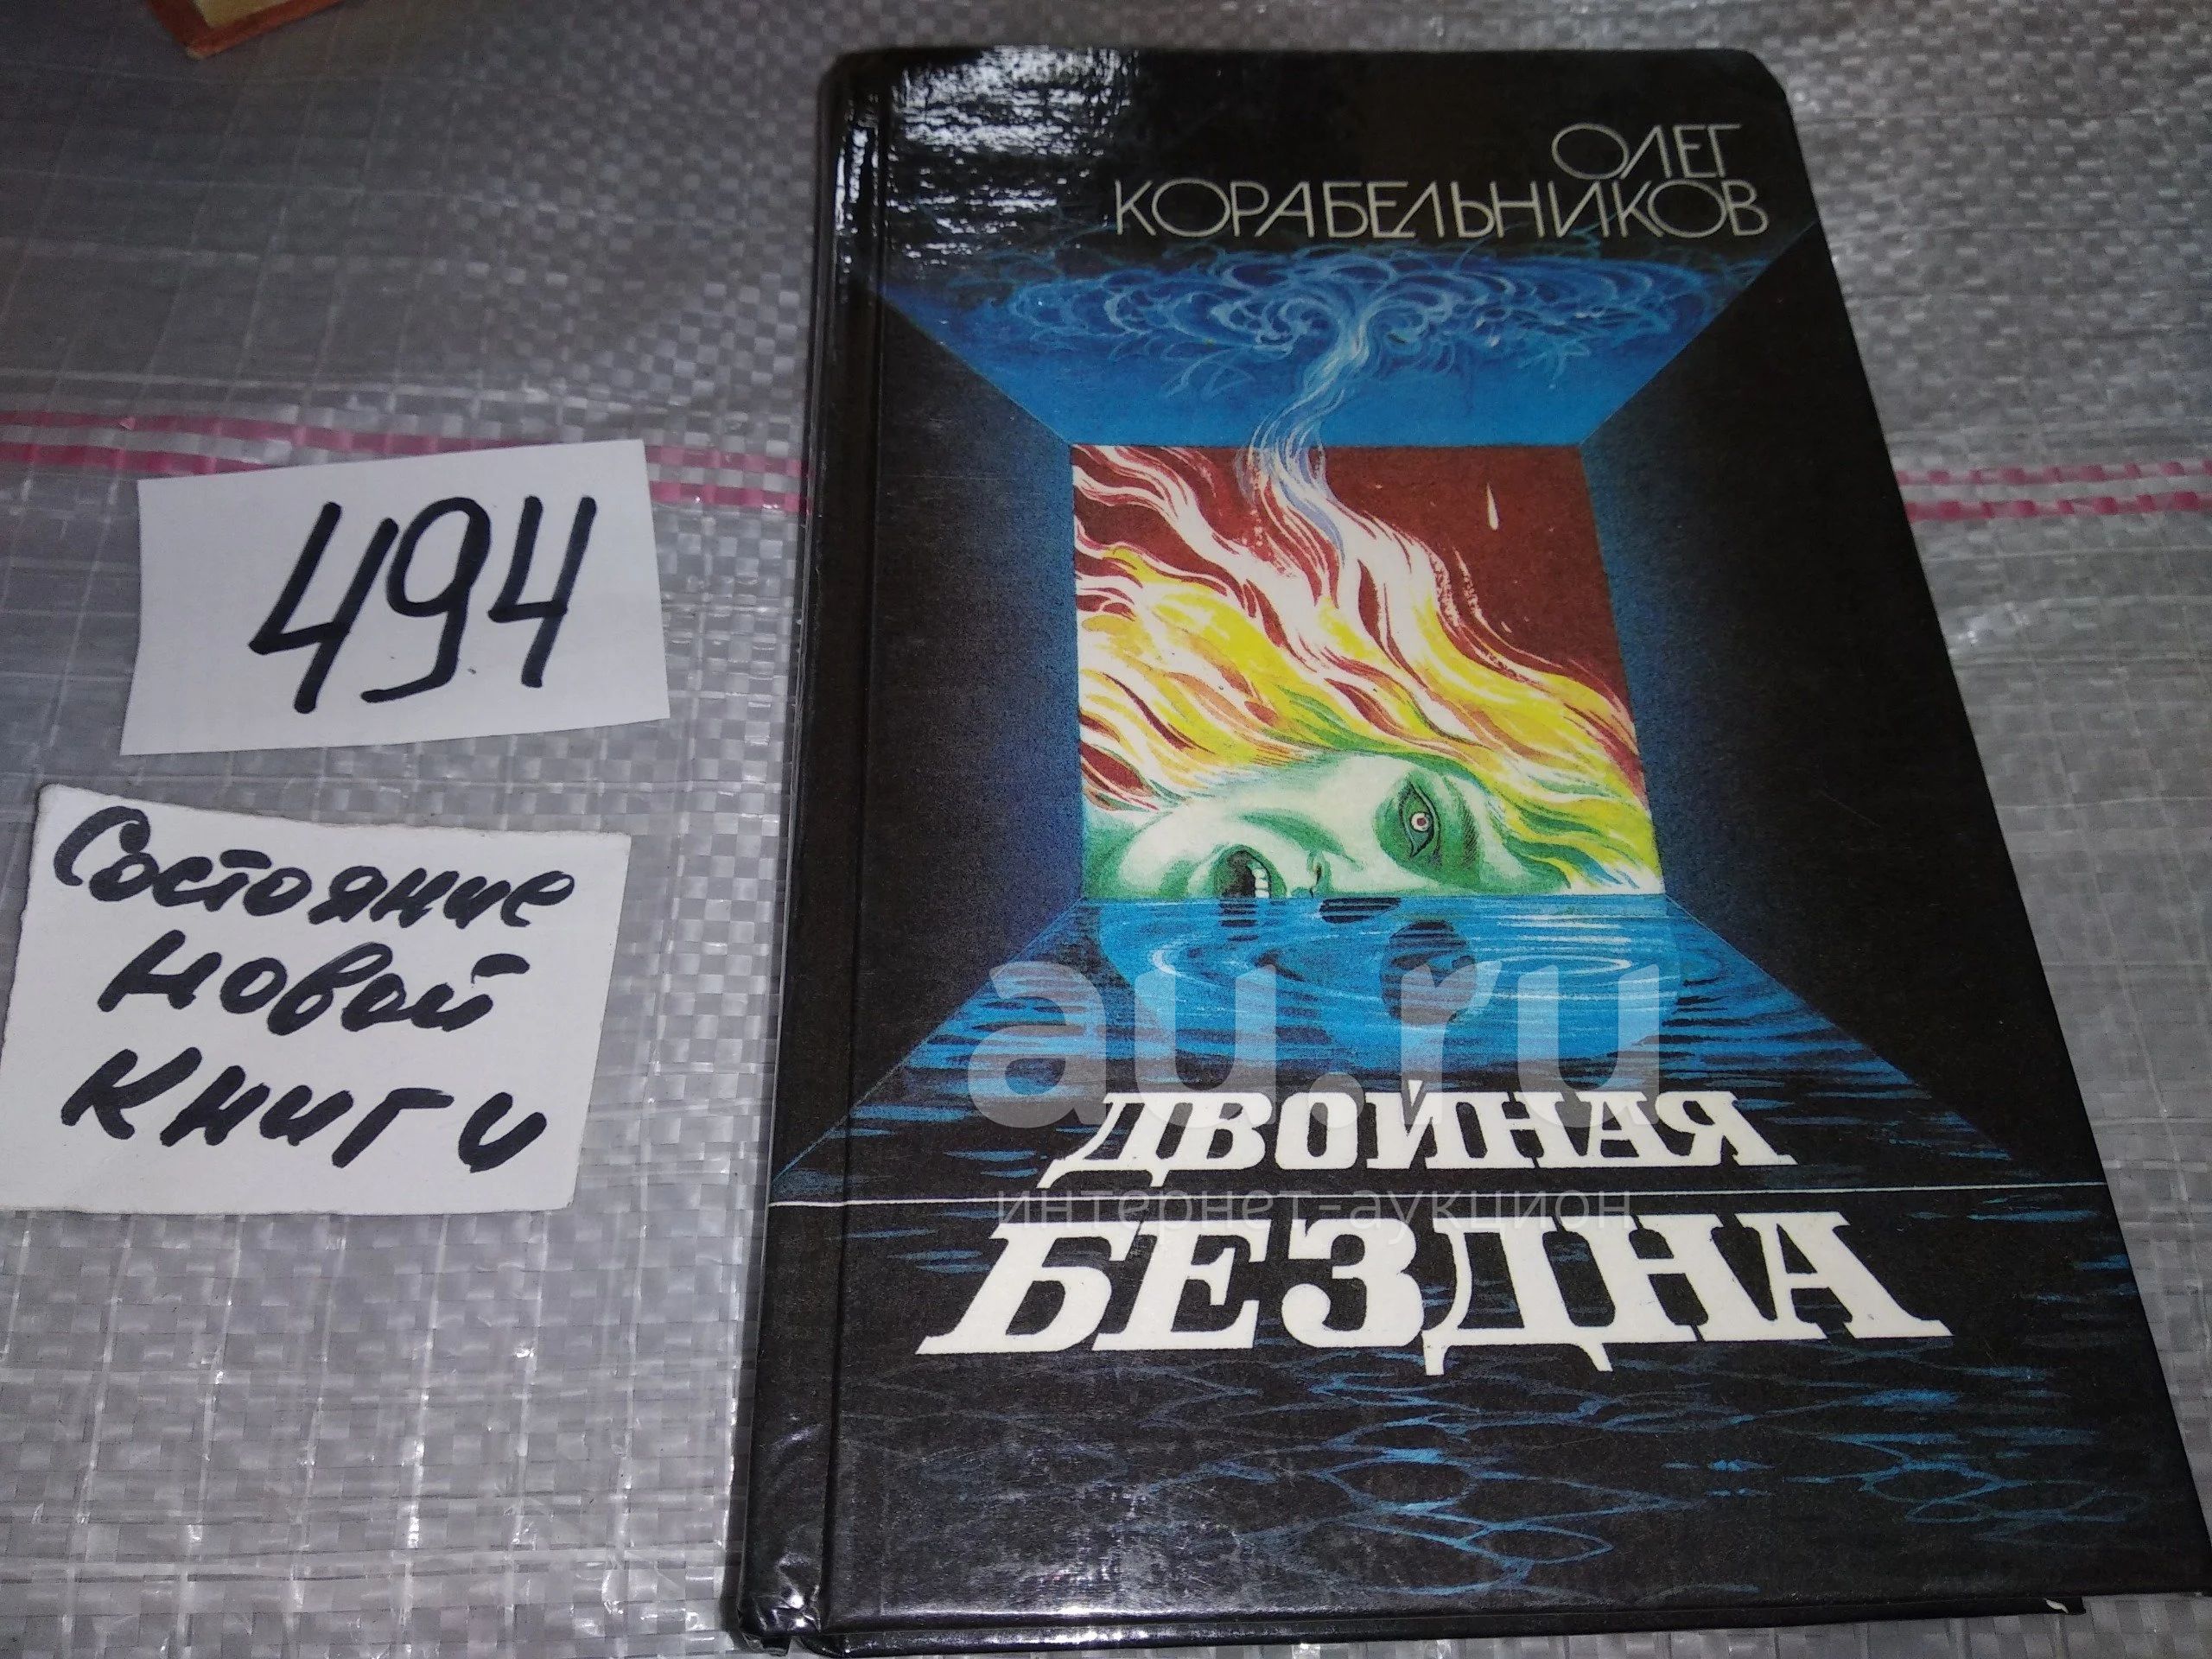 ОЛЕГ
КОРАБЕЛЬНИКОВ
494
Состояние
новой
книги
au.ru
ДВОЙНАЯ
интернет-аукцион
БЕЗДНА